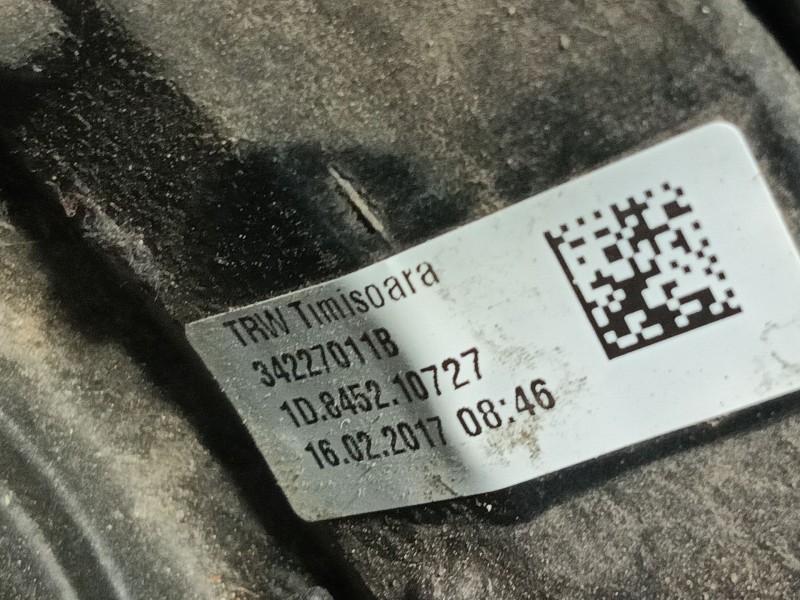 TRW Timisoara
34227011B
1D.8452.10727
16.02.2017 08:46